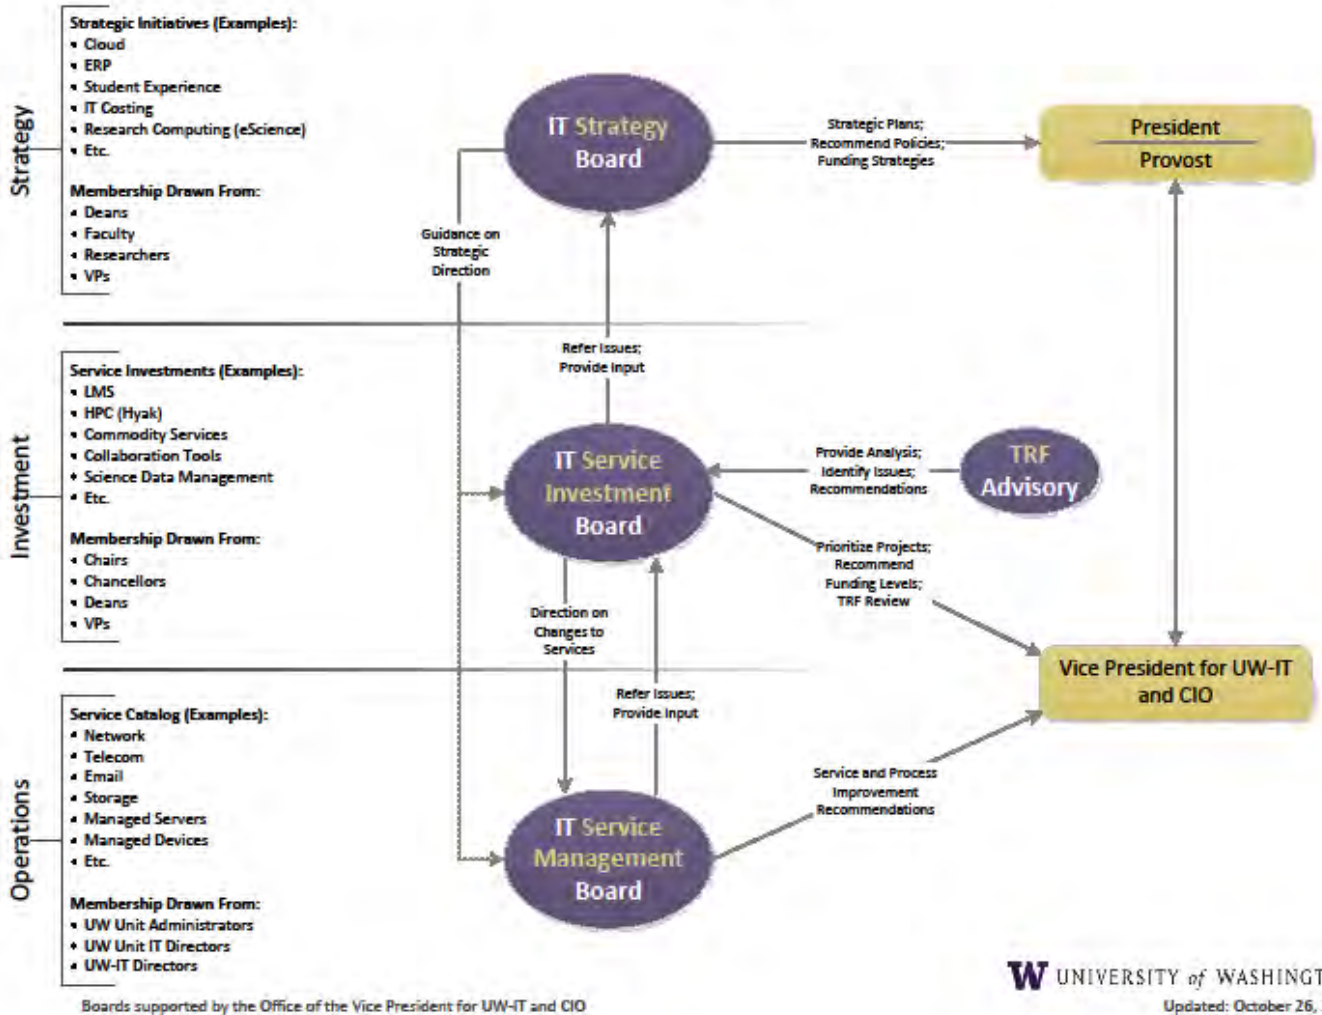 Strategy
Strategic Initiatives (Examples):
• Cloud
• ERP
• Student Experience
• IT Costing
• Research Computing (eScience)
• Etc.
Membership Drawn From:
• Deans
• Faculty
• Researchers
• VPs
IT Strategy
Board
Strategic Plans;
Recommend Policies;
Funding Strategies
President
Provost
Guidance on
Strategic
Direction
Refer Issues;
Provide Input
Investment
Service Investments (Examples):
• LMS
• HPC (Hyak)
• Commodity Services
• Collaboration Tools
• Science Data Management
• Etc.
Membership Drawn From:
• Chairs
• Chancellors
• Deans
• VPs
IT Service
Investment
Board
Provide Analysis;
Identify Issues;
Recommendations
TRF
Advisory
Prioritize Projects;
Recommend
Funding Levels;
TRF Review
Direction on
Changes to
Services
Refer Issues;
Provide Input
Vice President for UW-IT
and CIO
Operations
Service Catalog (Examples):
• Network
• Telecom
• Email
• Storage
• Managed Servers
• Managed Devices
• Etc.
Membership Drawn From:
• UW Unit Administrators
• UW Unit IT Directors
• UW-IT Directors
IT Service
Management
Board
Service and Process
Improvement
Recommendations
W UNIVERSITY of WASHINGT
Boards supported by the Office of the Vice President for UW-IT and CIO
Updated: October 26,